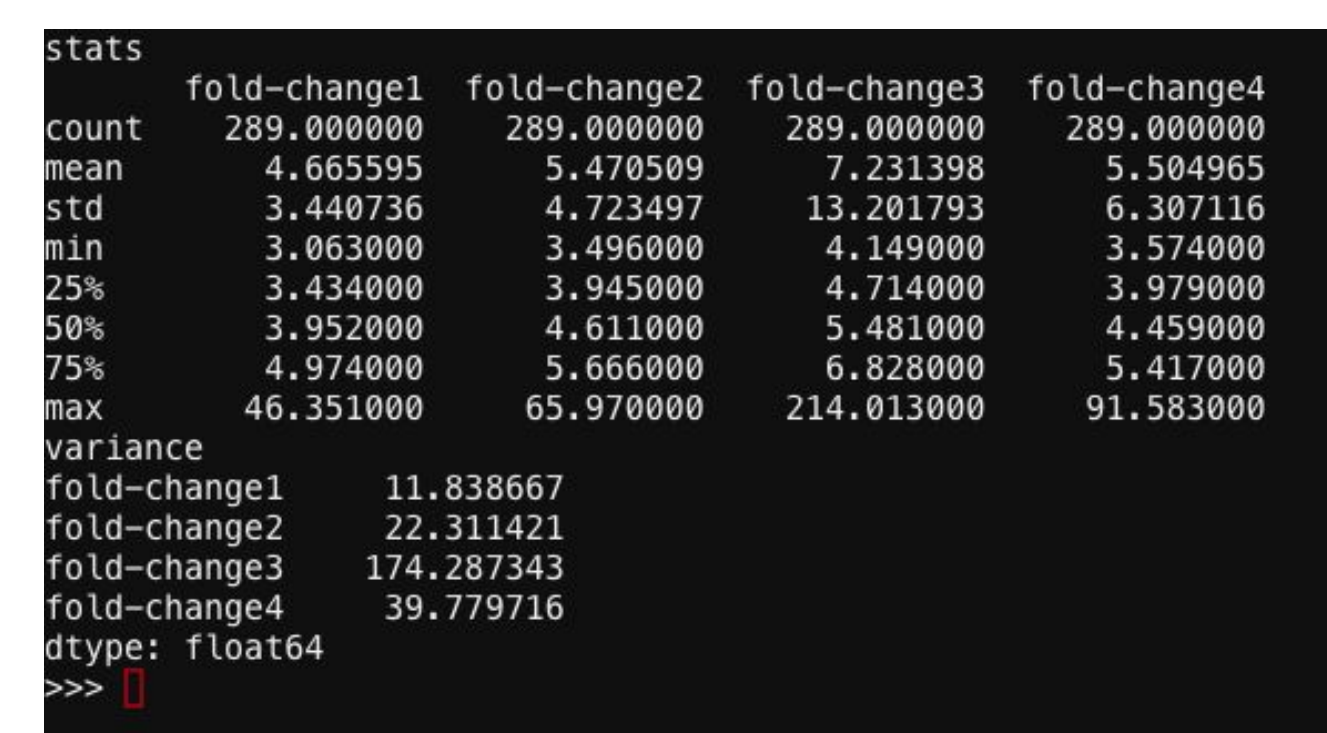 stats
       fold-change1  fold-change2  fold-change3  fold-change4
count    289.000000    289.000000    289.000000    289.000000
mean       4.665595      5.470509      7.231398      5.504965
std        3.440736      4.723497     13.201793      6.307116
min        3.063000      3.496000      4.149000      3.574000
25%        3.434000      3.945000      4.714000      3.979000
50%        3.952000      4.611000      5.481000      4.459000
75%        4.974000      5.666000      6.828000      5.417000
max       46.351000     65.970000    214.013000     91.583000
variance
fold-change1     11.838667
fold-change2     22.311421
fold-change3    174.287343
fold-change4     39.779716
dtype: float64
>>>